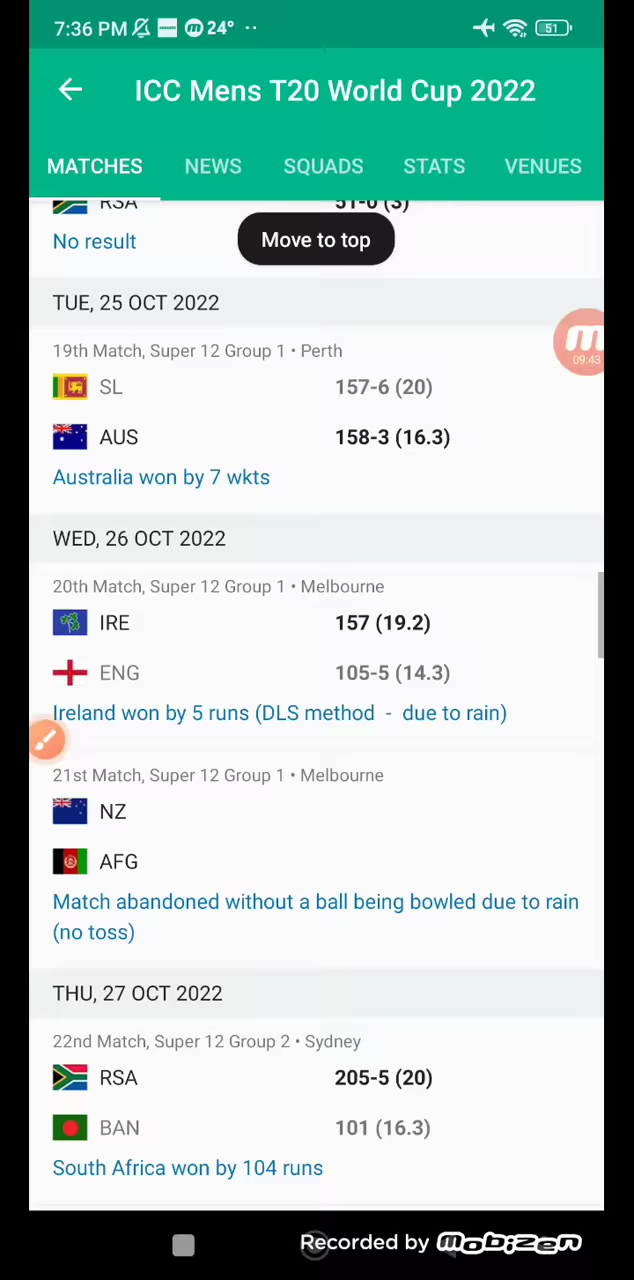 7:36 PM 24° 51
ICC Mens T20 World Cup 2022
MATCHES NEWS SQUADS STATS VENUES
RSA 51-0 (3)
No result
Move to top
TUE, 25 OCT 2022
19th Match, Super 12 Group 1 • Perth
SL 157-6 (20)
09:43
AUS 158-3 (16.3)
Australia won by 7 wkts
WED, 26 OCT 2022
20th Match, Super 12 Group 1 • Melbourne
IRE 157 (19.2)
ENG 105-5 (14.3)
Ireland won by 5 runs (DLS method - due to rain)
21st Match, Super 12 Group 1 • Melbourne
NZ
AFG
Match abandoned without a ball being bowled due to rain
(no toss)
THU, 27 OCT 2022
22nd Match, Super 12 Group 2 • Sydney
RSA 205-5 (20)
BAN 101 (16.3)
South Africa won by 104 runs
Recorded by mobizen